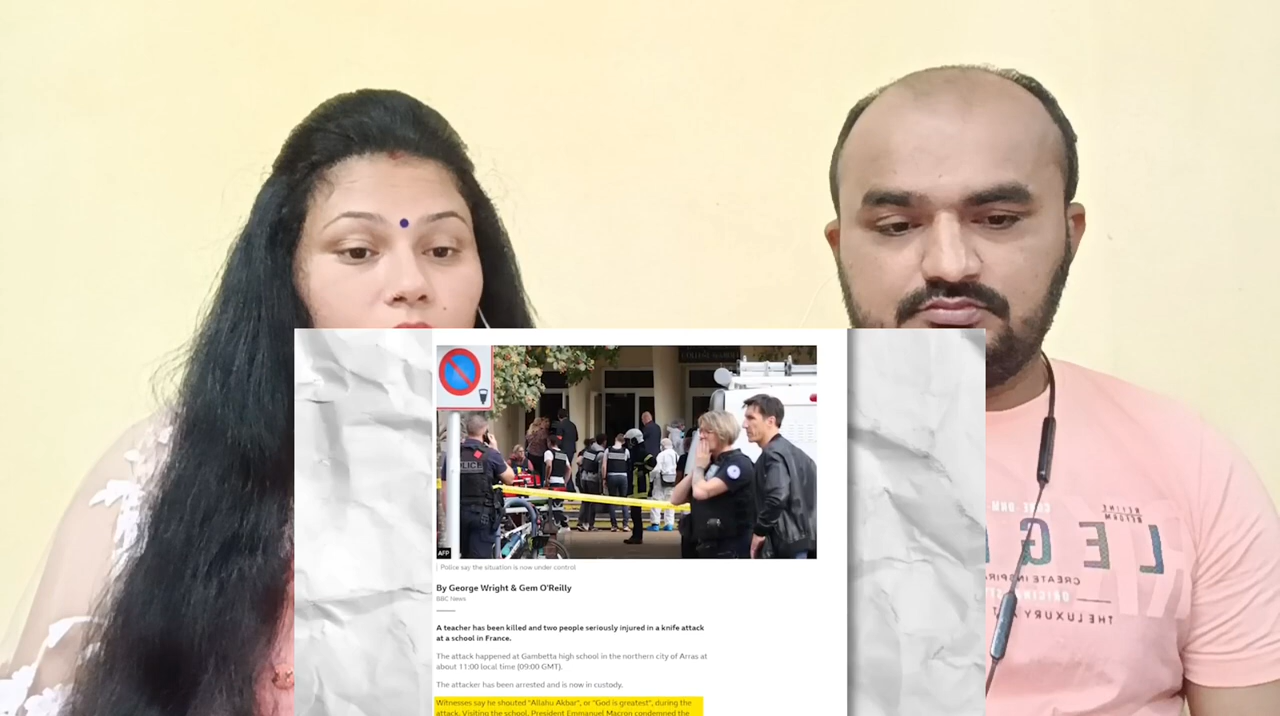 POLICE
AFP
Police say the situation is now under control
By George Wright & Gem O'Reilly
BBC News
A teacher has been killed and two people seriously injured in a knife attack
at a school in France.
The attack happened at Gambetta high school in the northern city of Arras at
about 11:00 local time (09:00 GMT).
The attacker has been arrested and is now in custody.
Witnesses say he shouted "Allahu Akbar", or "God is greatest", during the
attack. Visiting the school, President Emmanuel Macron condemned the
LEG
CREATE INSPIR
ORIGIN
THE LUXURY